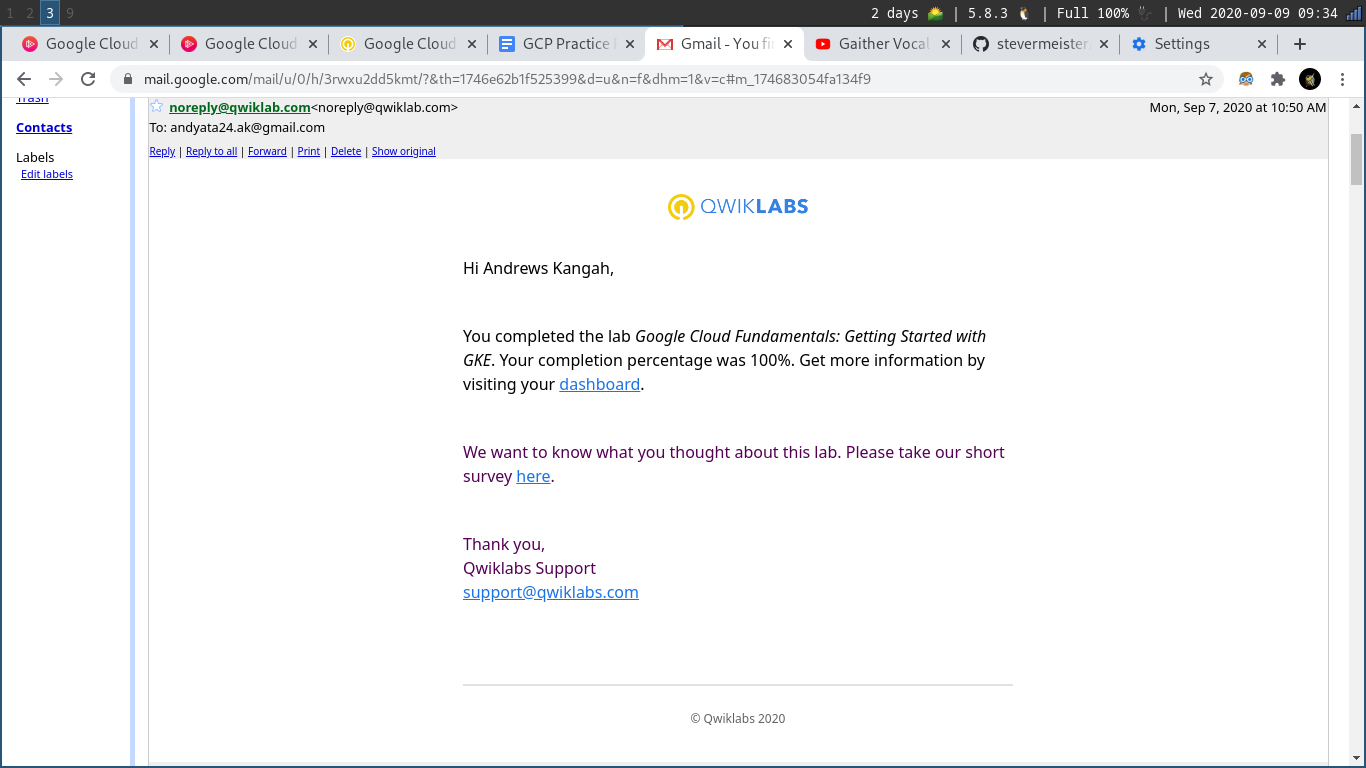 1 2 3 9
2 days | 5.8.3 | Full 100% | Wed 2020-09-09 09:34
Google Cloud Google Cloud Google Cloud GCP Practice Gmail - You fi Gaither Vocal stevermeister Settings
mail.google.com/mail/u/0/h/3rwxu2dd5kmt/?&th=1746e62b1f525399&d=u&n=f&dhm=1&v=c#m_174683054fa134f9
Trash
noreply@qwiklab.com<noreply@qwiklab.com> Mon, Sep 7, 2020 at 10:50 AM
Contacts
To: andyata24.ak@gmail.com
Reply | Reply to all | Forward | Print | Delete | Show original
Labels
Edit labels
QWIKLABS
Hi Andrews Kangah,
You completed the lab Google Cloud Fundamentals: Getting Started with
GKE. Your completion percentage was 100%. Get more information by
visiting your dashboard.
We want to know what you thought about this lab. Please take our short
survey here.
Thank you,
Qwiklabs Support
support@qwiklabs.com
© Qwiklabs 2020